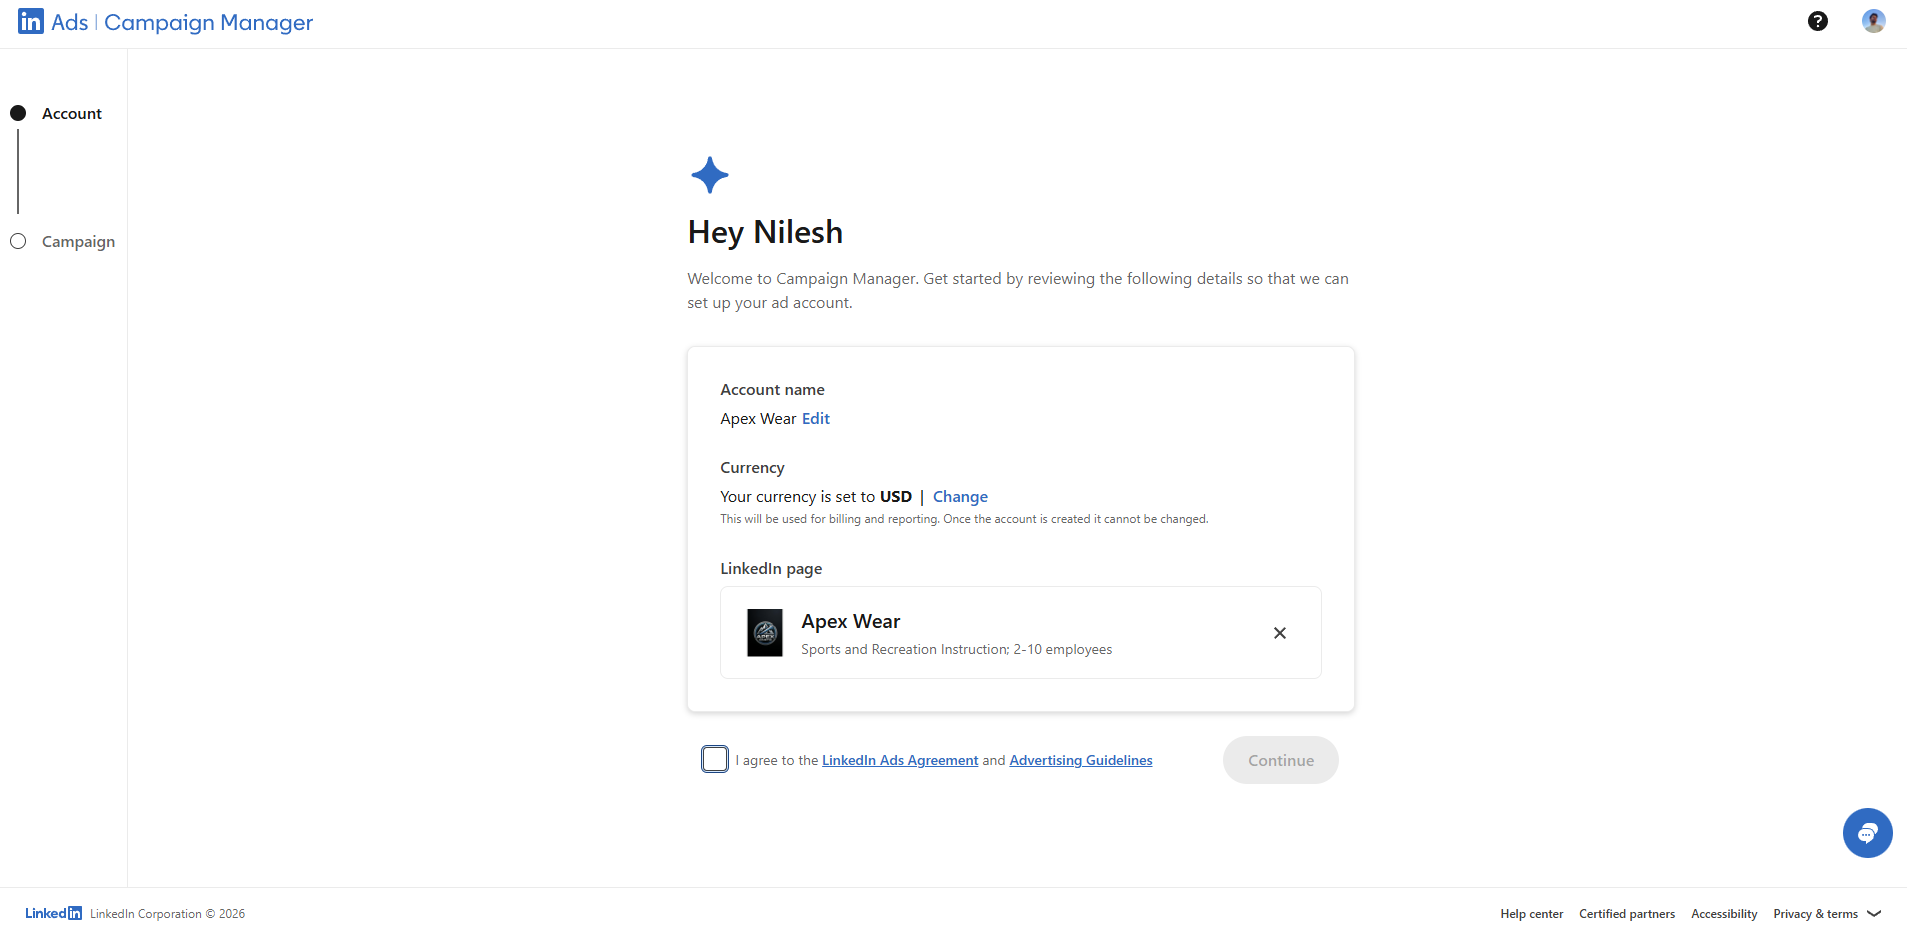 in Ads | Campaign Manager
?
Account
Campaign
Hey Nilesh
Welcome to Campaign Manager. Get started by reviewing the following details so that we can
set up your ad account.
Account name
Apex Wear Edit
Currency
Your currency is set to USD | Change
This will be used for billing and reporting. Once the account is created it cannot be changed.
LinkedIn page
APEX
Apex Wear
Sports and Recreation Instruction; 2-10 employees
I agree to the LinkedIn Ads Agreement and Advertising Guidelines
Continue
LinkedIn LinkedIn Corporation © 2026
Help center Certified partners Accessibility Privacy & terms